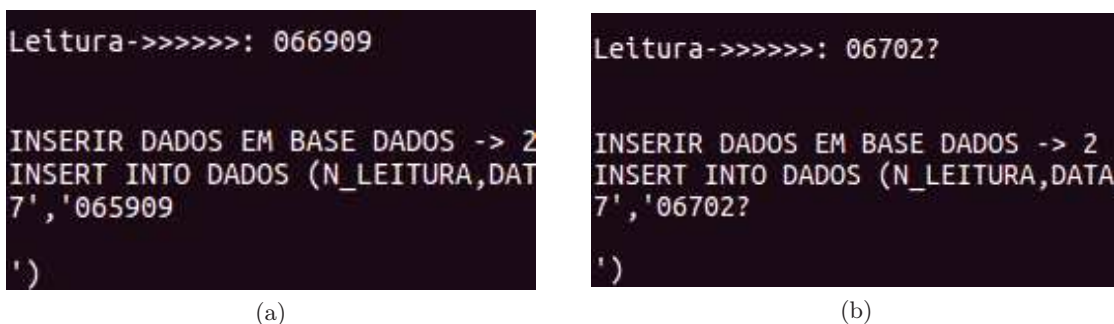 Leitura->>>>>>: 066909
INSERIR DADOS EM BASE DADOS -> 2
INSERT INTO DADOS (N_LEITURA,DAT
7','065909
')
(a)
Leitura->>>>>>: 06702?
INSERIR DADOS EM BASE DADOS -> 2
INSERT INTO DADOS (N_LEITURA,DATA
7','06702?
')
(b)